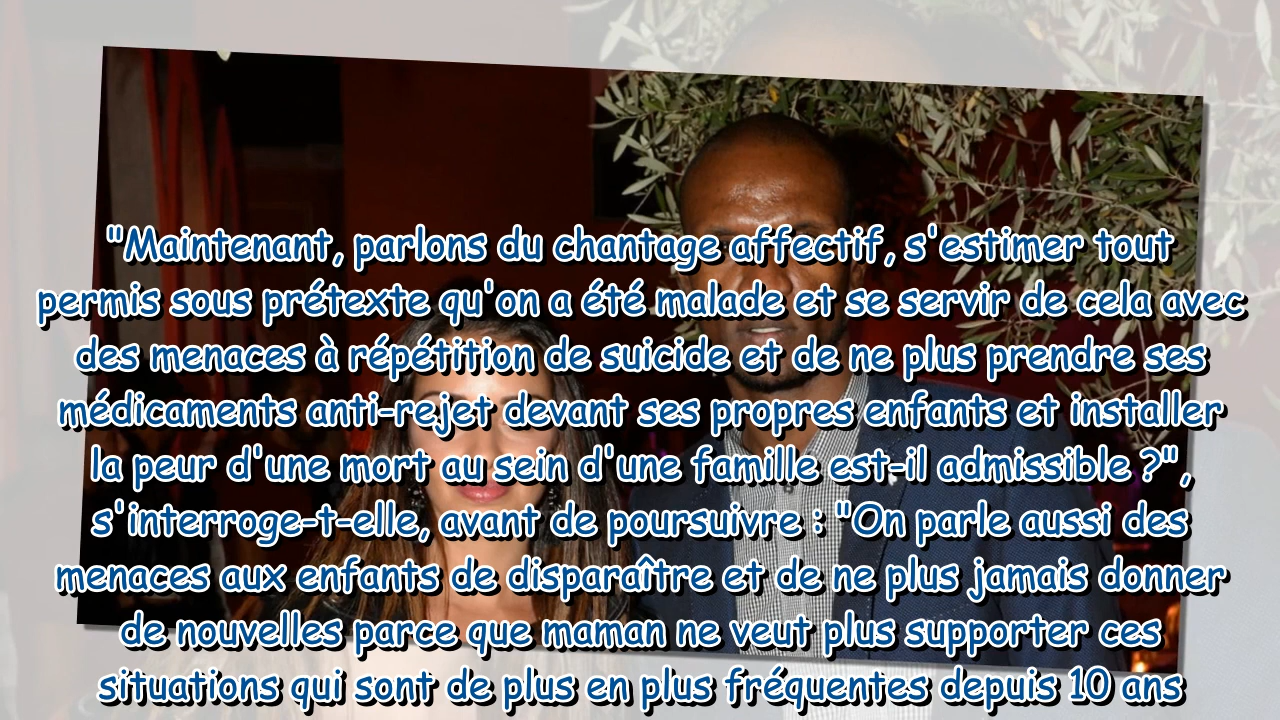 "Maintenant, parlons du chantage affectif, s'estimer tout
permis sous prétexte qu'on a été malade et se servir de cela avec
des menaces à répétition de suicide et de ne plus prendre ses
médicaments anti-rejet devant ses propres enfants et installer
la peur d'une mort au sein d'une famille est-il admissible ?",
s'interroge-t-elle, avant de poursuivre : "On parle aussi des
menaces aux enfants de disparaître et de ne plus jamais donner
de nouvelles parce que maman ne veut plus supporter ces
situations qui sont de plus en plus fréquentes depuis 10 ans